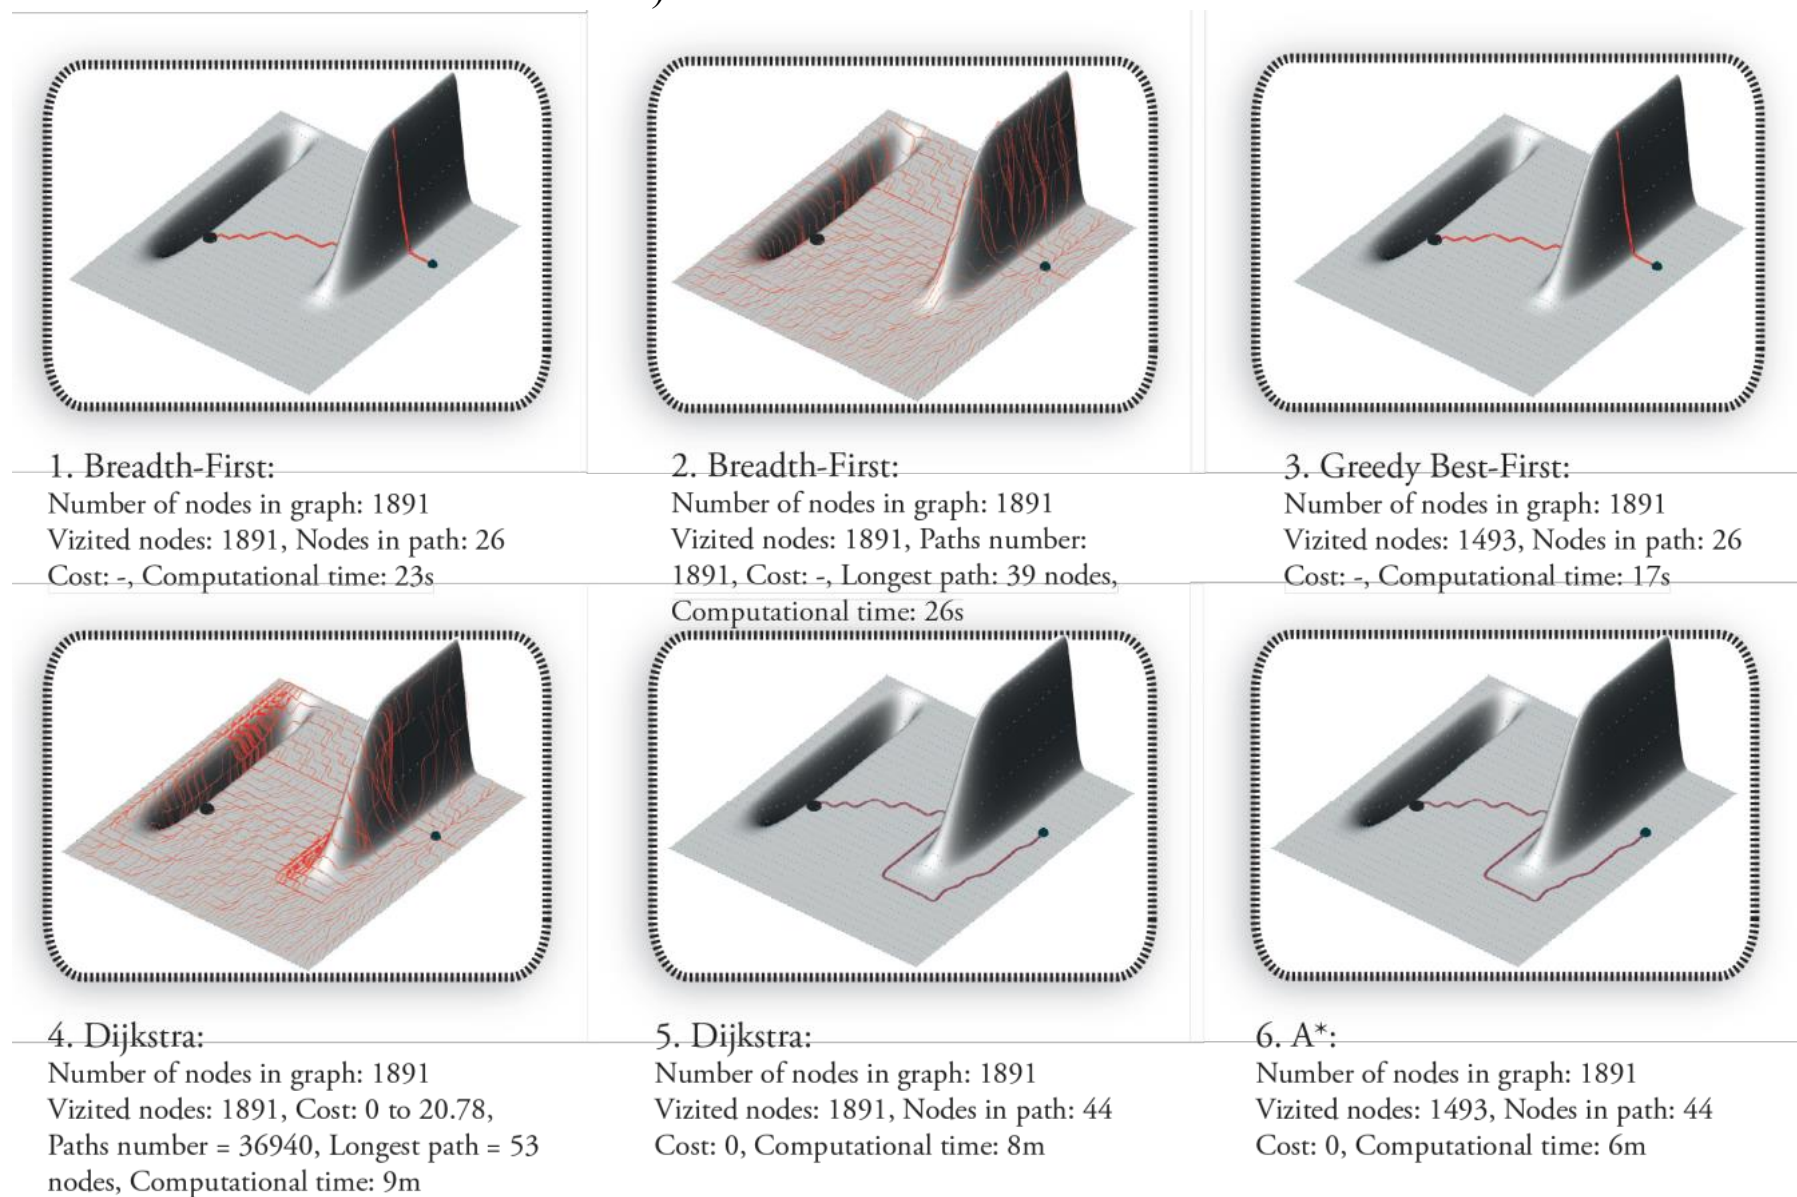 )
1. Breadth-First:
Number of nodes in graph: 1891
Vizited nodes: 1891, Nodes in path: 26
Cost: -, Computational time: 23s
2. Breadth-First:
Number of nodes in graph: 1891
Vizited nodes: 1891, Paths number:
1891, Cost: -, Longest path: 39 nodes,
Computational time: 26s
3. Greedy Best-First:
Number of nodes in graph: 1891
Vizited nodes: 1493, Nodes in path: 26
Cost: -, Computational time: 17s
4. Dijkstra:
Number of nodes in graph: 1891
Vizited nodes: 1891, Cost: 0 to 20.78,
Paths number = 36940, Longest path = 53
nodes, Computational time: 9m
5. Dijkstra:
Number of nodes in graph: 1891
Vizited nodes: 1891, Nodes in path: 44
Cost: 0, Computational time: 8m
6. A*:
Number of nodes in graph: 1891
Vizited nodes: 1493, Nodes in path: 44
Cost: 0, Computational time: 6m